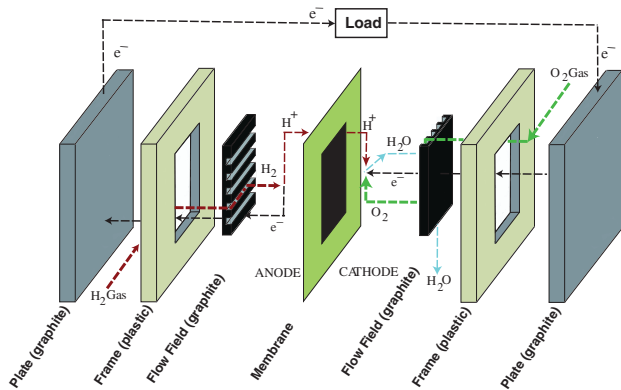 e⁻
Load
e⁻
e⁻
O₂Gas
H⁺
H⁺
H₂O
H₂
e⁻
e⁻
O₂
ANODE
CATHODE
H₂Gas
H₂O
Plate (graphite)
Frame (plastic)
Flow Field (graphite)
Membrane
Flow Field (graphite)
Frame (plastic)
Plate (graphite)